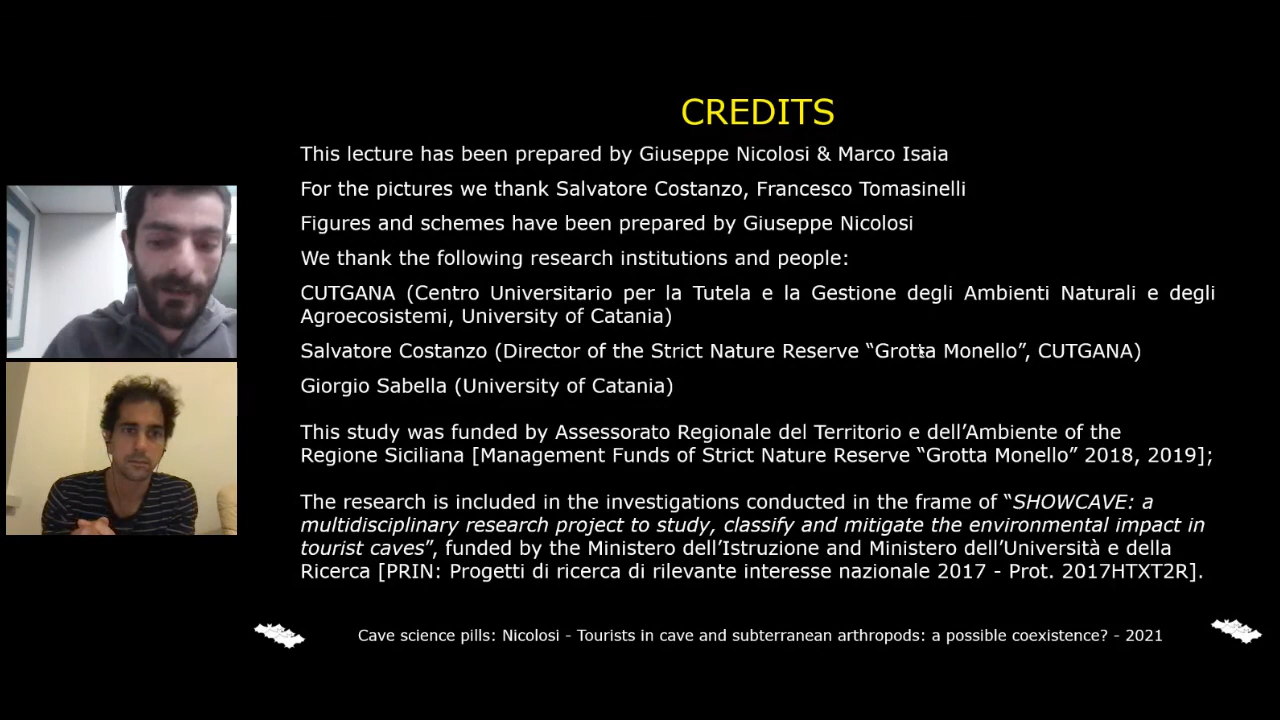 CREDITS
This lecture has been prepared by Giuseppe Nicolosi & Marco Isaia
For the pictures we thank Salvatore Costanzo, Francesco Tomasinelli
Figures and schemes have been prepared by Giuseppe Nicolosi
We thank the following research institutions and people:
CUTGANA (Centro Universitario per la Tutela e la Gestione degli Ambienti Naturali e degli
Agroecosistemi, University of Catania)
Salvatore Costanzo (Director of the Strict Nature Reserve “Grotta Monello”, CUTGANA)
Giorgio Sabella (University of Catania)
This study was funded by Assessorato Regionale del Territorio e dell’Ambiente of the
Regione Siciliana [Management Funds of Strict Nature Reserve “Grotta Monello” 2018, 2019];
The research is included in the investigations conducted in the frame of “SHOWCAVE: a
multidisciplinary research project to study, classify and mitigate the environmental impact in
tourist caves”, funded by the Ministero dell’Istruzione and Ministero dell’Università e della
Ricerca [PRIN: Progetti di ricerca di rilevante interesse nazionale 2017 - Prot. 2017HTXT2R].
Cave science pills: Nicolosi - Tourists in cave and subterranean arthropods: a possible coexistence? - 2021